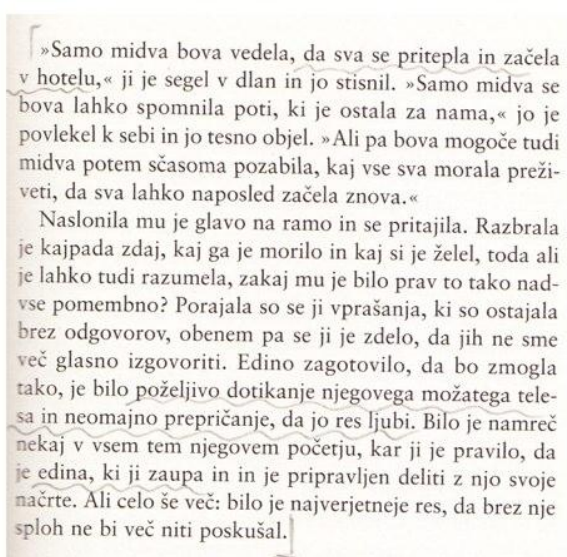 »Samo midva bova vedela, da sva se pritepla in začela
v hotelu,« ji je segel v dlan in jo stisnil. »Samo midva se
bova lahko spomnila poti, ki je ostala za nama,« jo je
povlekel k sebi in jo tesno objel. »Ali pa bova mogoče tudi
midva potem sčasoma pozabila, kaj vse sva morala preži-
veti, da sva lahko naposled začela znova.«
Naslonila mu je glavo na ramo in se pritajila. Razbrala
je kajpada zdaj, kaj ga je morilo in kaj si je želel, toda ali
je lahko tudi razumela, zakaj mu je bilo prav to tako nad-
vse pomembno? Porajala so se ji vprašanja, ki so ostajala
brez odgovorov, obenem pa se ji je zdelo, da jih ne sme
več glasno izgovoriti. Edino zagotovilo, da bo zmogla
tako, je bilo poželjivo dotikanje njegovega možatega tele-
sa in neomajno prepričanje, da jo res ljubi. Bilo je namreč
nekaj v vsem tem njegovem početju, kar ji je pravilo, da
je edina, ki ji zaupa in in je pripravljen deliti z njo svoje
načrte. Ali celo še več: bilo je najverjetneje res, da brez nje
sploh ne bi več niti poskušal.